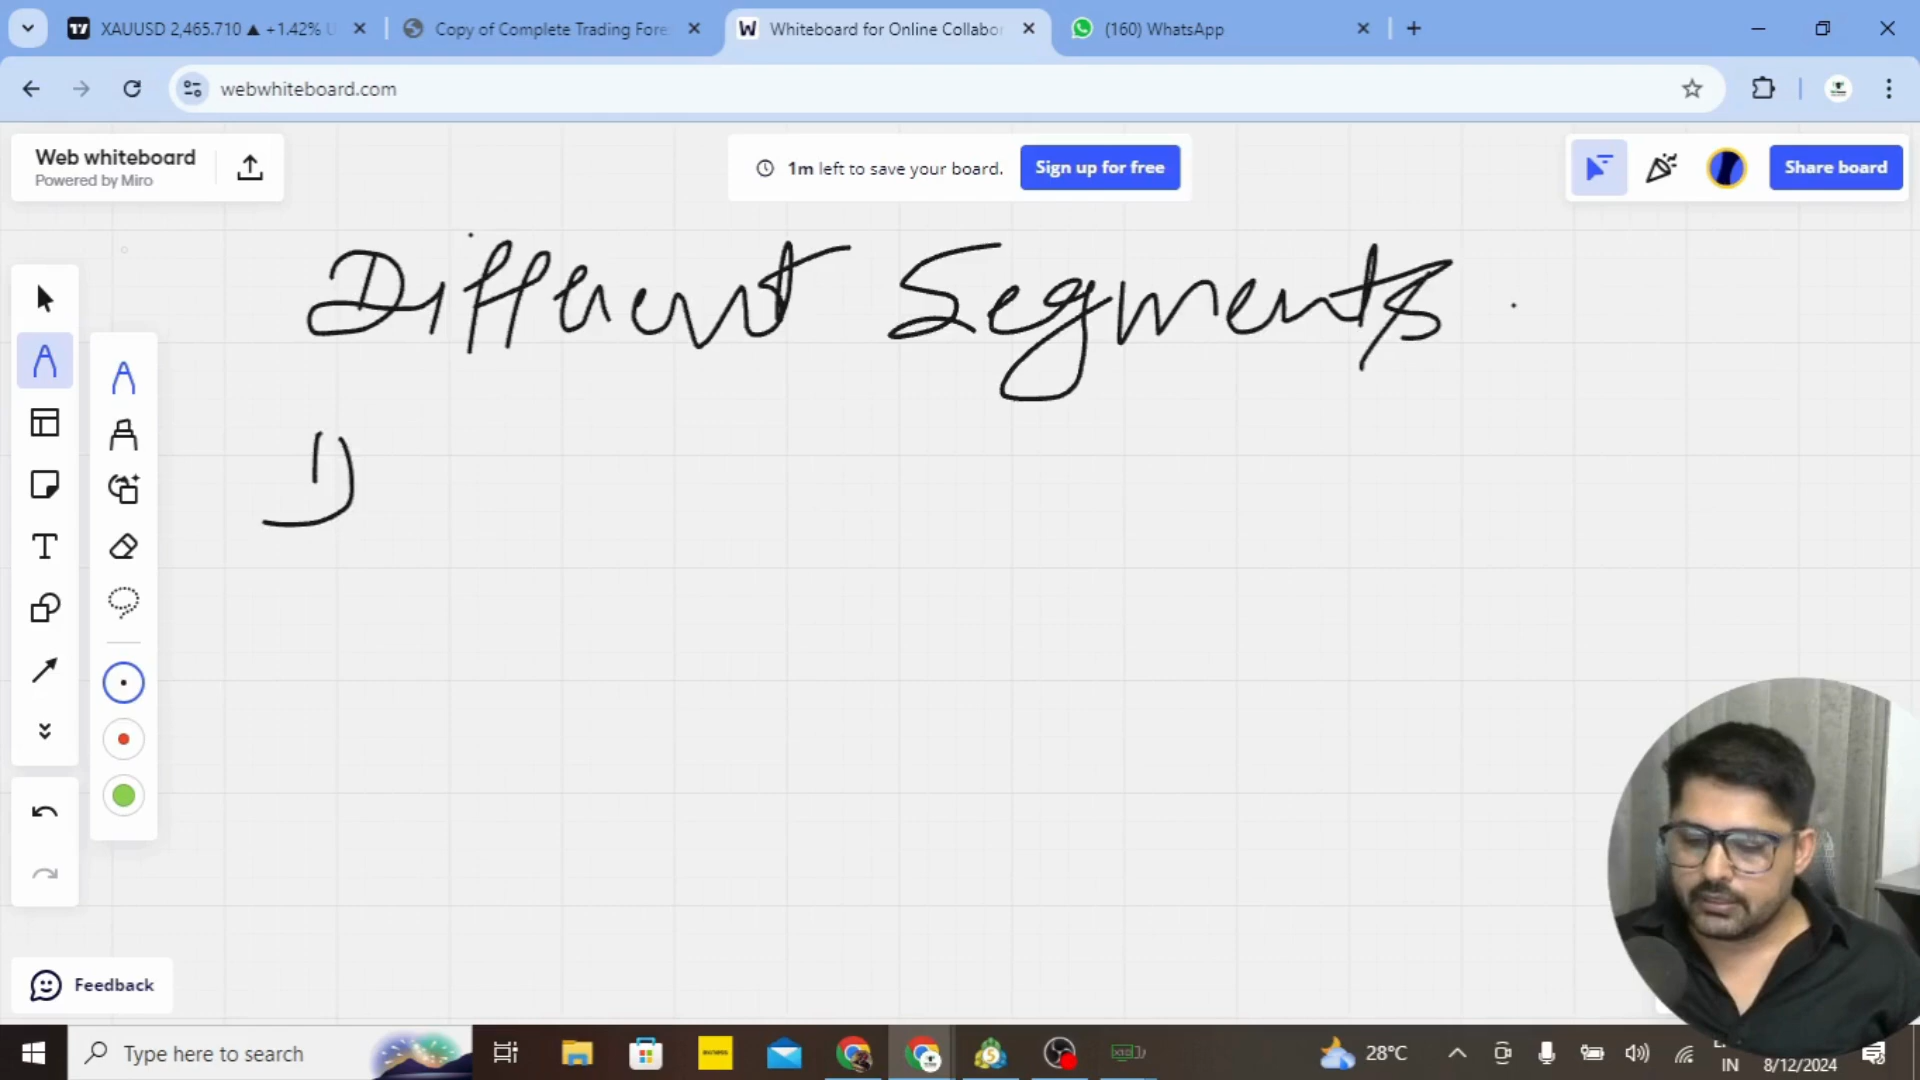 XAUUSD 2,465.710 ▲ +1.42%
Copy of Complete Trading Fore
Whiteboard for Online Collabo
(160) WhatsApp
webwhiteboard.com
Web whiteboard
Powered by Miro
1m left to save your board.
Sign up for free
Share board
Different Segments
1)
Feedback
Type here to search
28°C
IN
8/12/2024